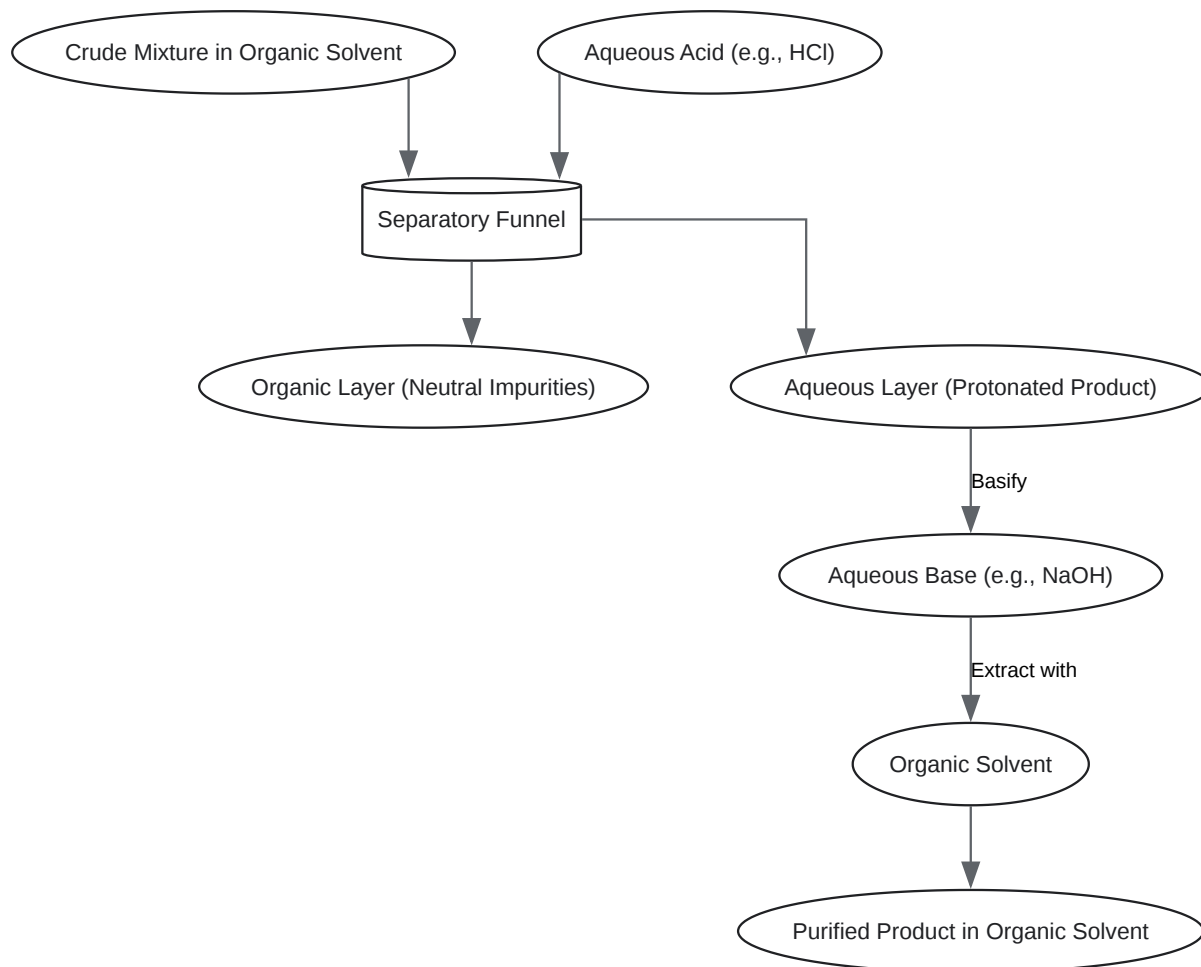 Crude Mixture in Organic Solvent
Aqueous Acid (e.g., HCl)
Separatory Funnel
Organic Layer (Neutral Impurities)
Aqueous Layer (Protonated Product)
Basify
Aqueous Base (e.g., NaOH)
Extract with
Organic Solvent
Purified Product in Organic Solvent